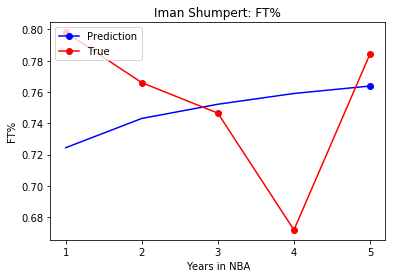 Iman Shumpert: FT%
Prediction
True
0.80
0.78
0.76
0.74
0.72
0.70
0.68
FT%
1 2 3 4 5
Years in NBA